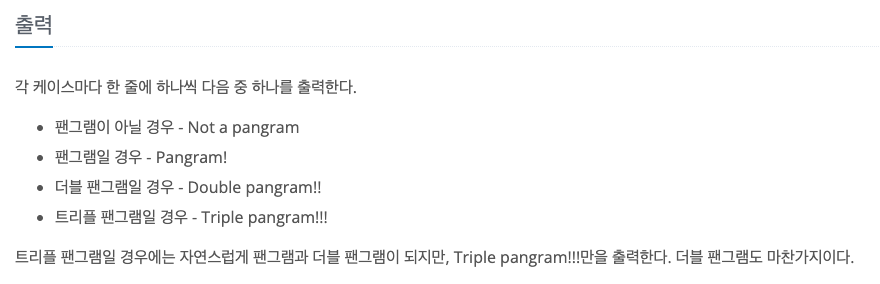 출력
각 케이스마다 한 줄에 하나씩 다음 중 하나를 출력한다.
• 팬그램이 아닐 경우 - Not a pangram
• 팬그램일 경우 - Pangram!
• 더블 팬그램일 경우 - Double pangram!!
• 트리플 팬그램일 경우 - Triple pangram!!!
트리플 팬그램일 경우에는 자연스럽게 팬그램과 더블 팬그램이 되지만, Triple pangram!!!만을 출력한다. 더블 팬그램도 마찬가지이다.